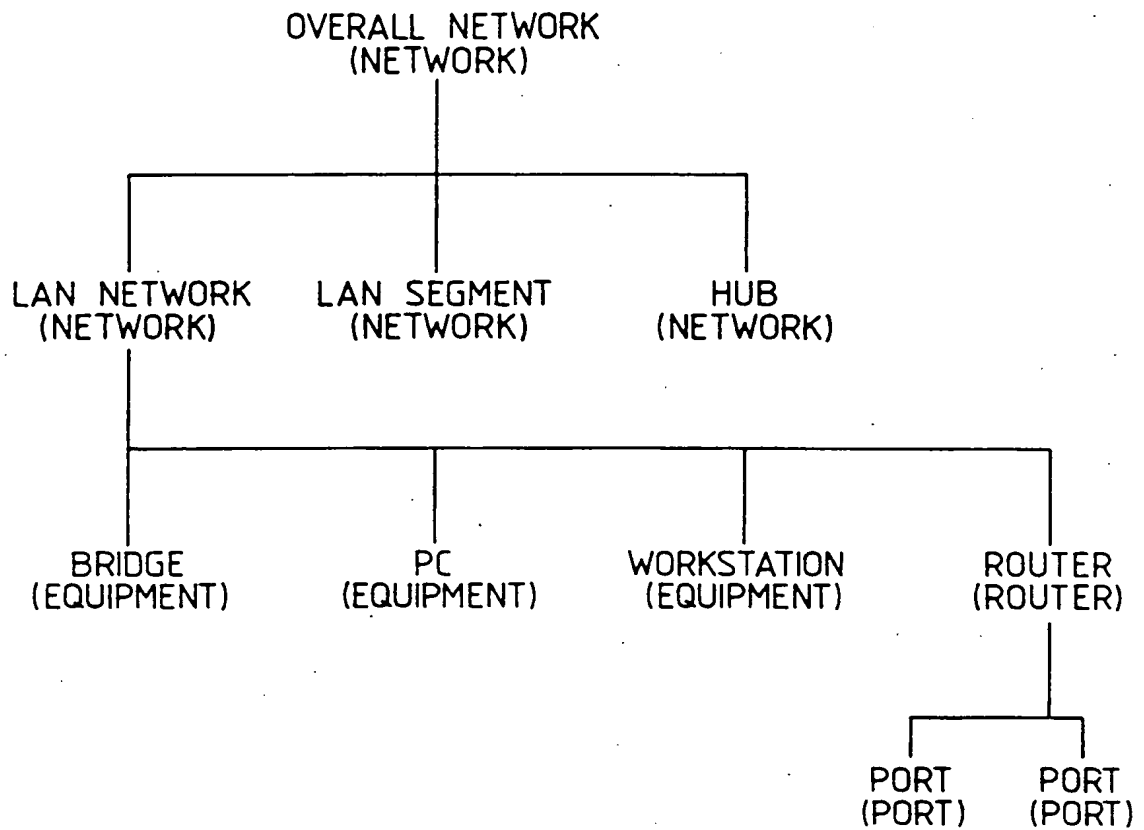 OVERALL NETWORK
(NETWORK)
LAN NETWORK
(NETWORK)
LAN SEGMENT
(NETWORK)
HUB
(NETWORK)
BRIDGE
(EQUIPMENT)
PC
(EQUIPMENT)
WORKSTATION
(EQUIPMENT)
ROUTER
(ROUTER)
PORT
(PORT)
PORT
(PORT)